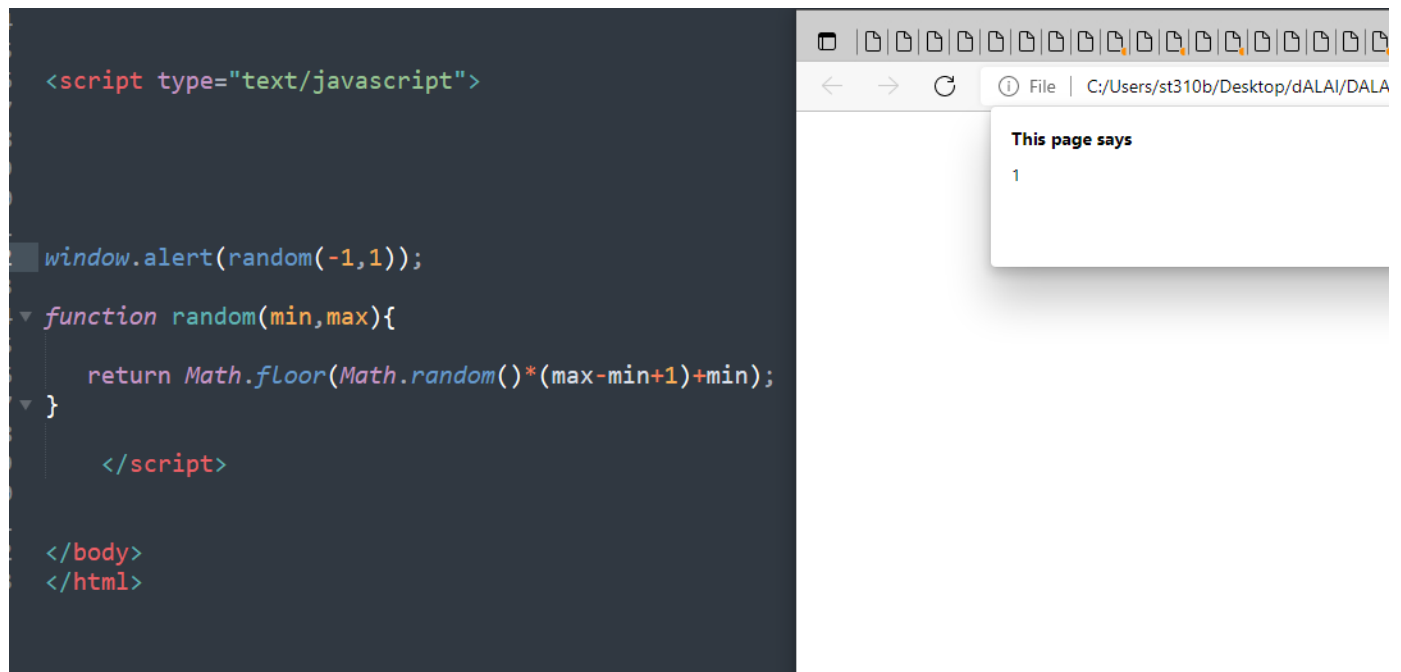 <script type="text/javascript">
window.alert(random(-1,1));
function random(min,max){
return Math.floor(Math.random()*(max-min+1)+min);
}
</script>
</body>
</html>
File | C:/Users/st310b/Desktop/dALAI/DALA
This page says
1